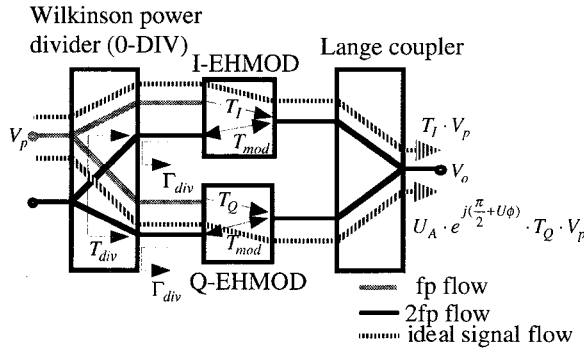 Wilkinson power
divider (0-DIV)
I-EHMOD
Lange coupler
V_p
T_I
T_mod
T_I · V_p
Γ_div
V_o
T_Q
T_mod
U_A · e^{j(π/2 + Uϕ)} · T_Q · V_p
T_div
Γ_div
Q-EHMOD
fp flow
2fp flow
ideal signal flow